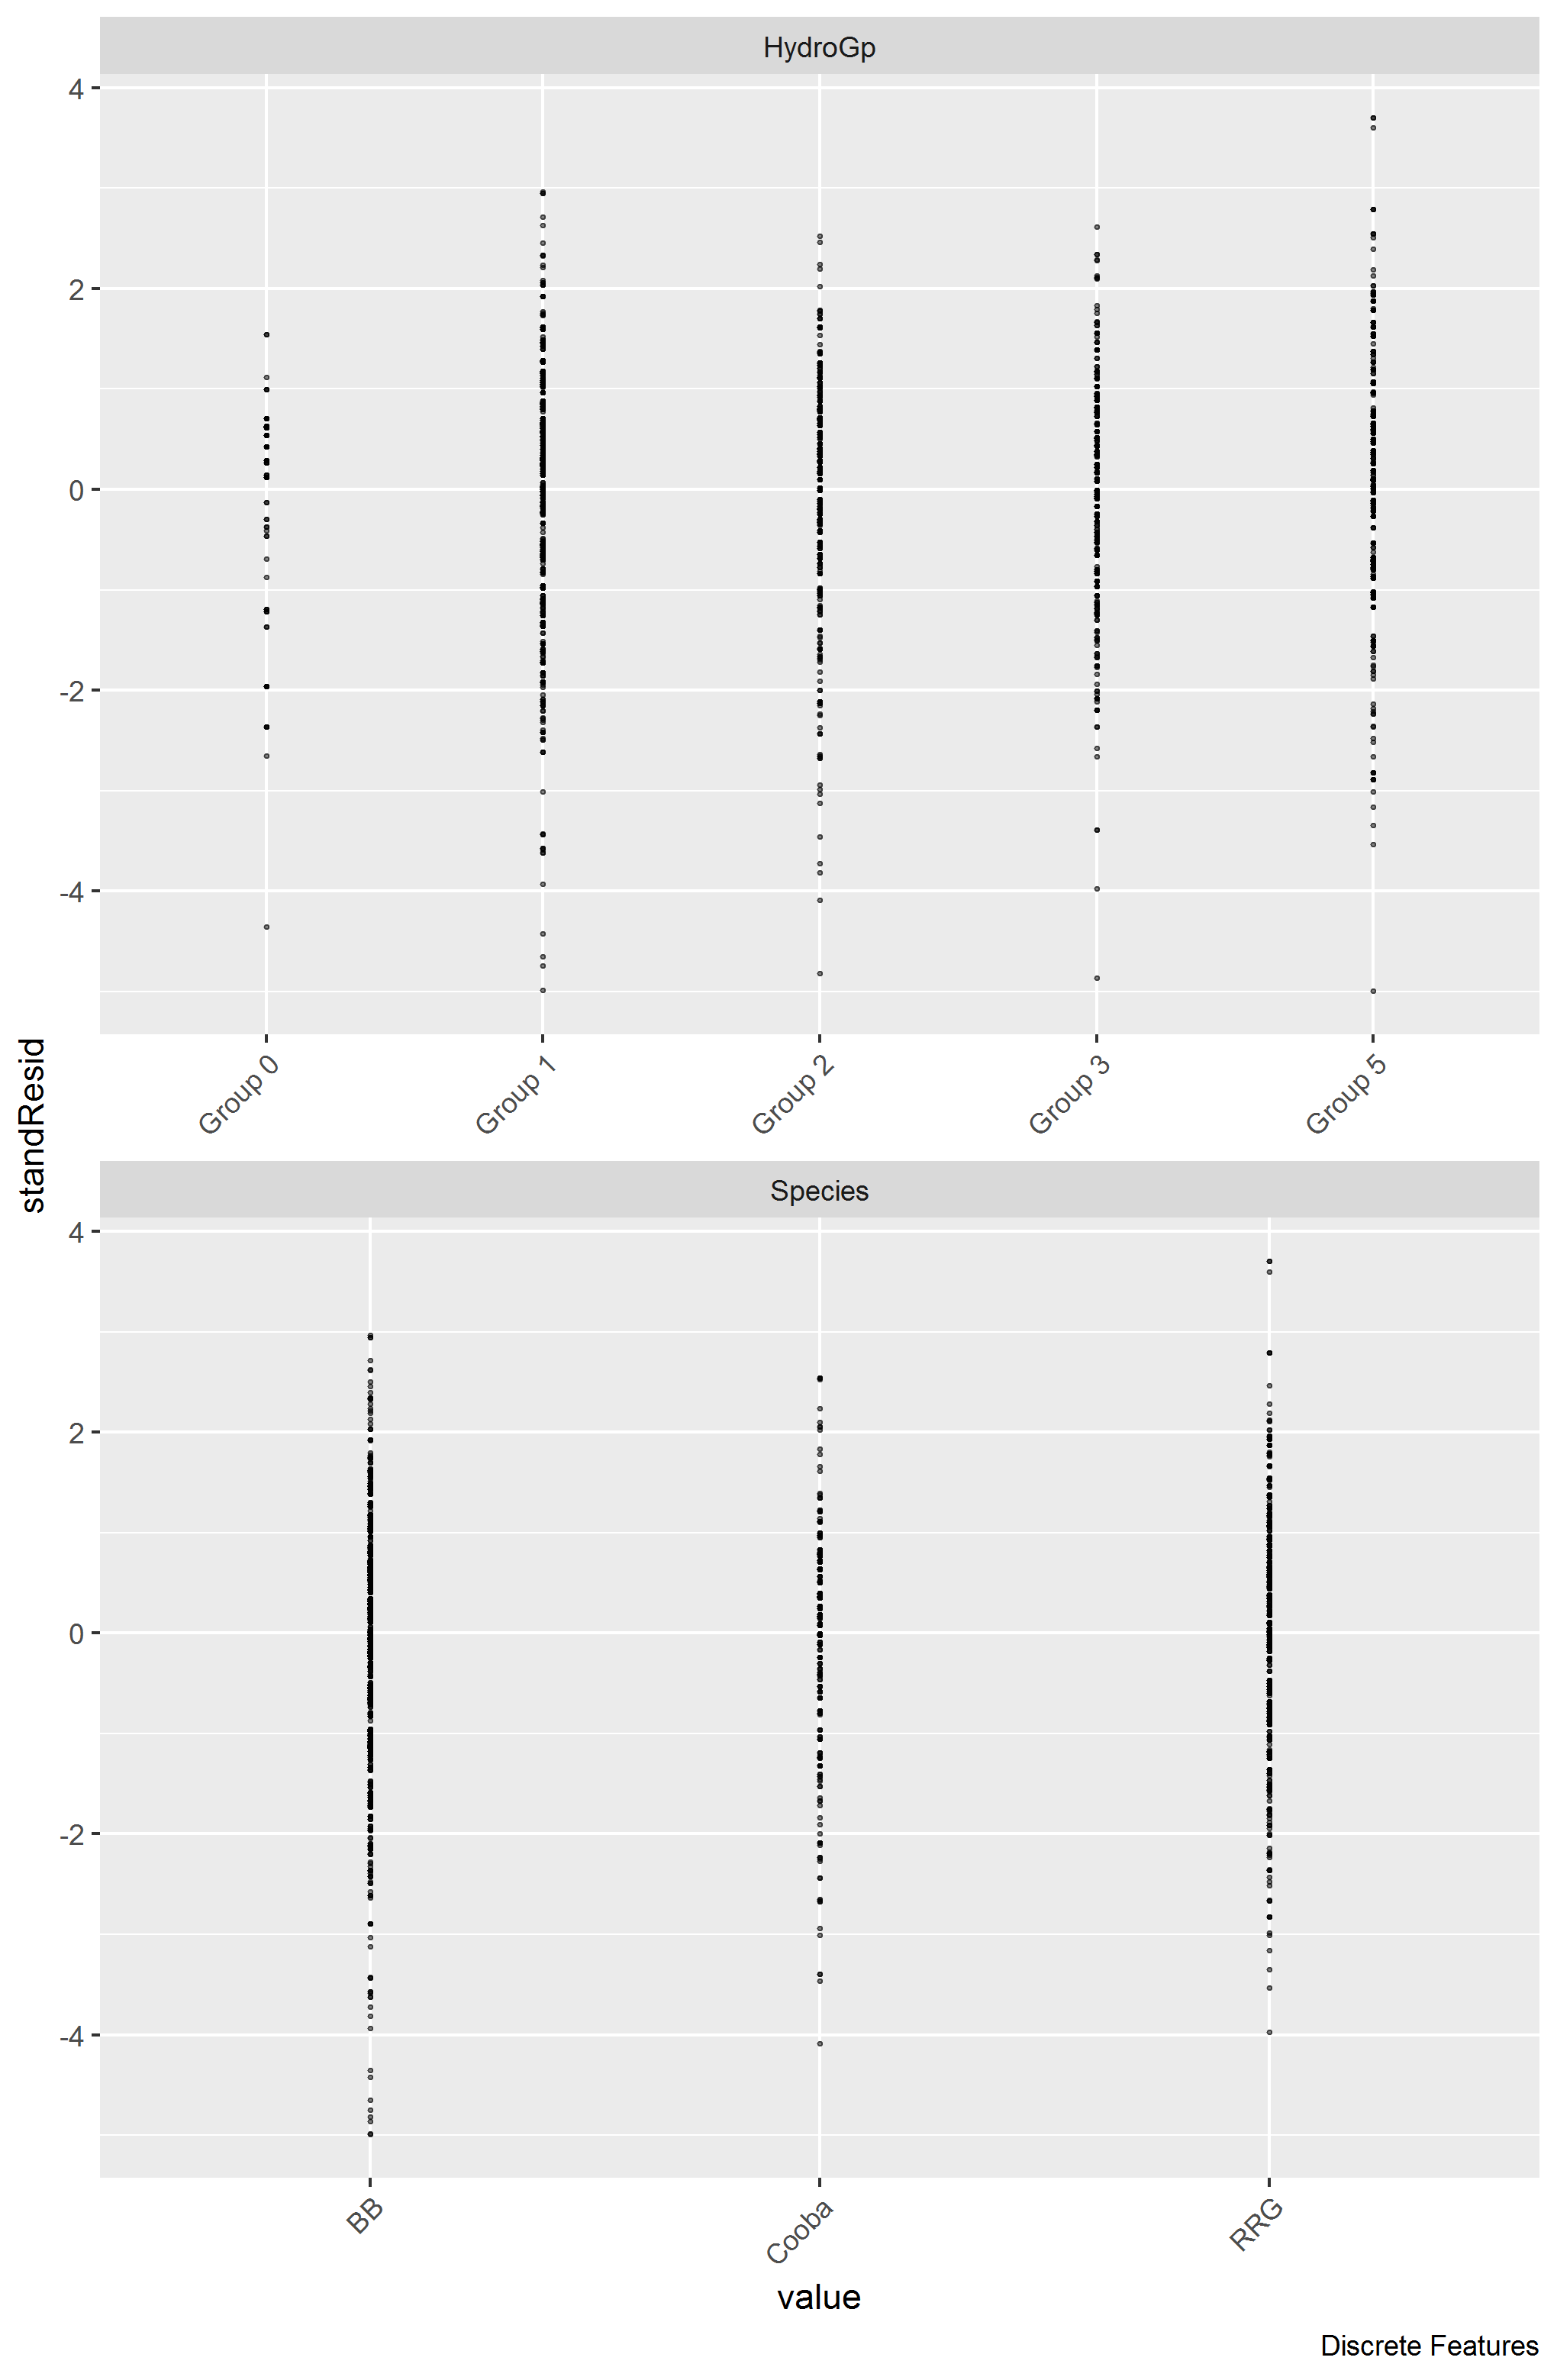 HydroGp
4
2
0
-2
-4
Group 0
Group 1
Group 2
Group 3
Group 5
standResid
Species
4
2
0
-2
-4
BB
Cooba
RRG
value
Discrete Features